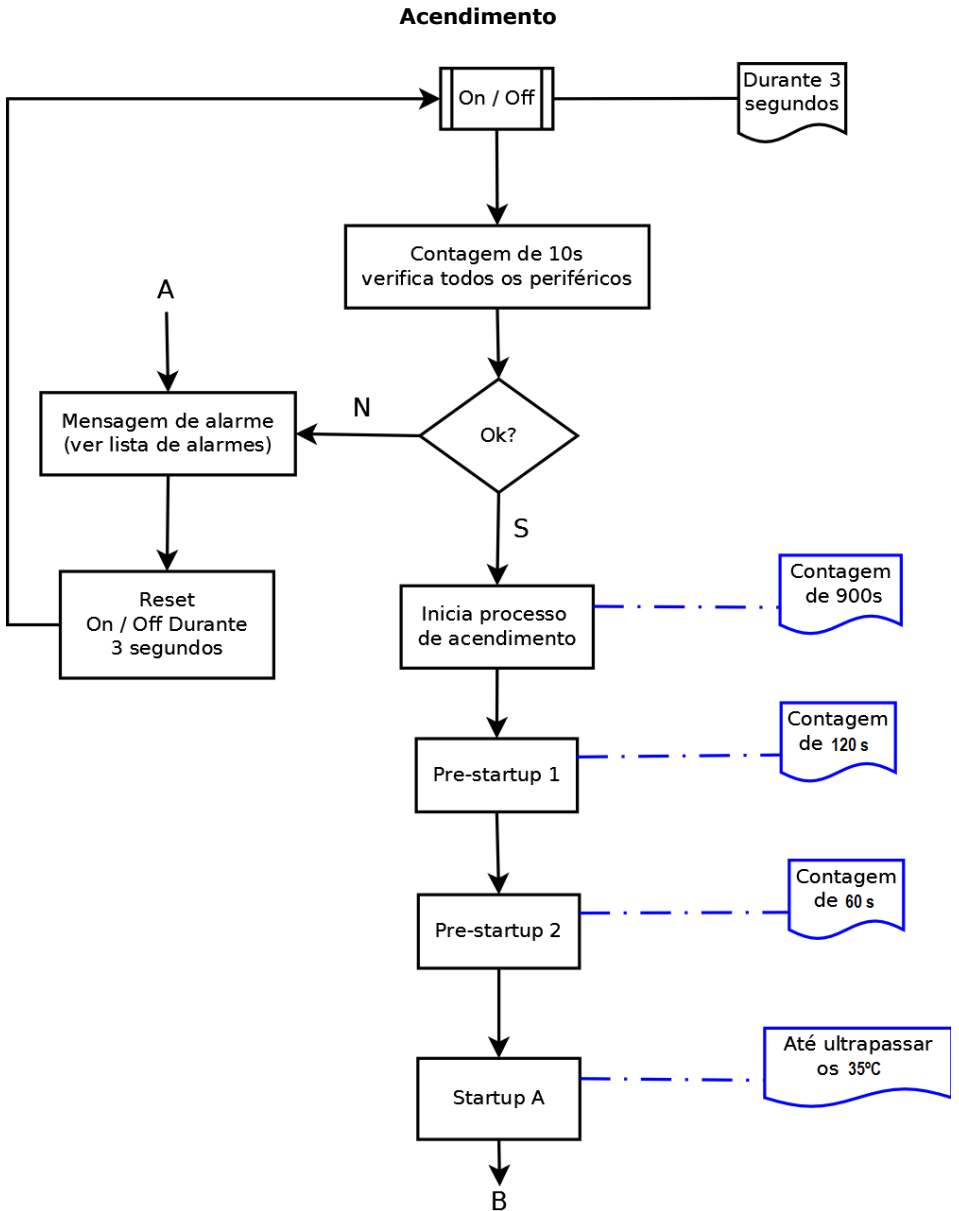 Acendimento
On / Off
Durante 3
segundos
Contagem de 10s
verifica todos os periféricos
A
Mensagem de alarme
(ver lista de alarmes)
N
Ok?
S
Reset
On / Off Durante
3 segundos
Inicia processo
de acendimento
Contagem
de 900s
Pre-startup 1
Contagem
de 120 s
Pre-startup 2
Contagem
de 60 s
Startup A
Até ultrapassar
os 35ºC
B